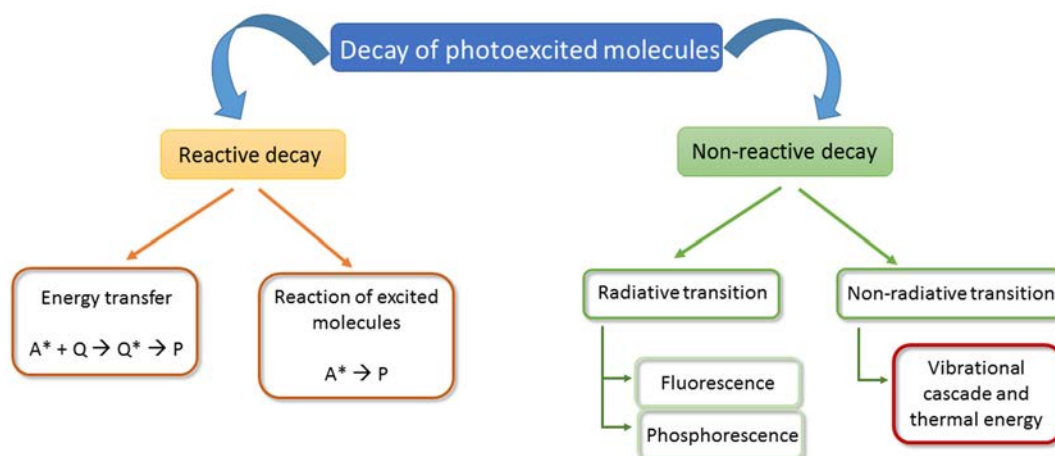 Decay of photoexcited molecules
Reactive decay
Non-reactive decay
Energy transfer
A* + Q → Q* → P
Reaction of excited
molecules
A* → P
Radiative transition
Non-radiative transition
Fluorescence
Phosphorescence
Vibrational
cascade and
thermal energy